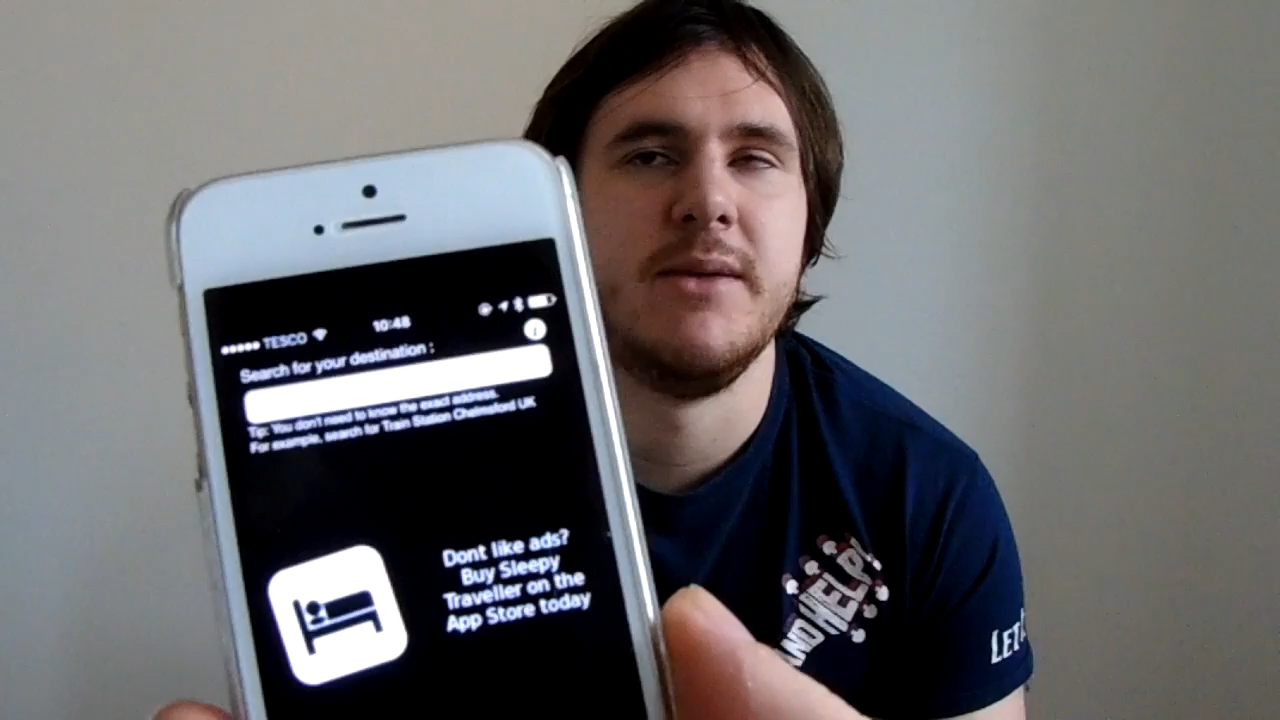 TESCO
10:48
Search for your destination :
Tip: You don't need to know the exact address.
For example, search for Train Station Chelmsford UK
Dont like ads?
Buy Sleepy
Traveller on the
App Store today
AND HELP!
LET'